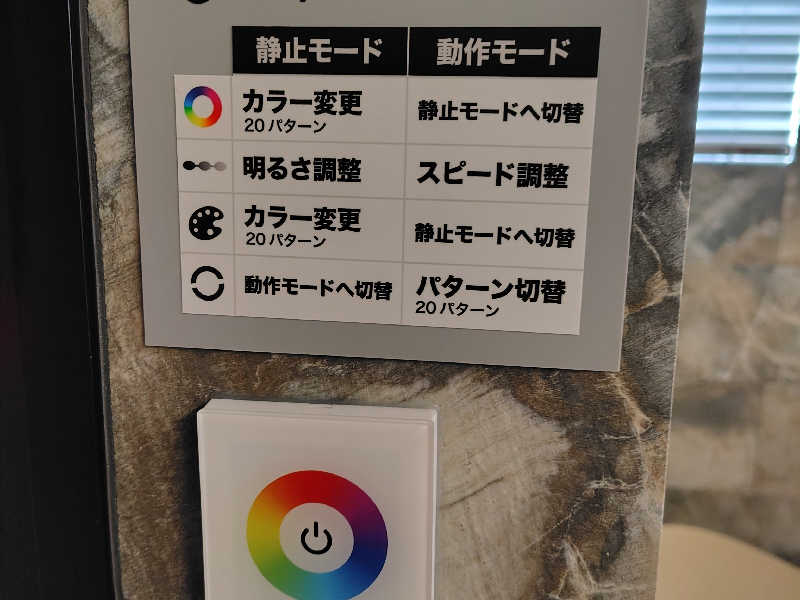 静止モード 動作モード
カラー変更 静止モードへ切替
20パターン
明るさ調整 スピード調整
カラー変更 静止モードへ切替
20パターン
動作モードへ切替 パターン切替
20パターン